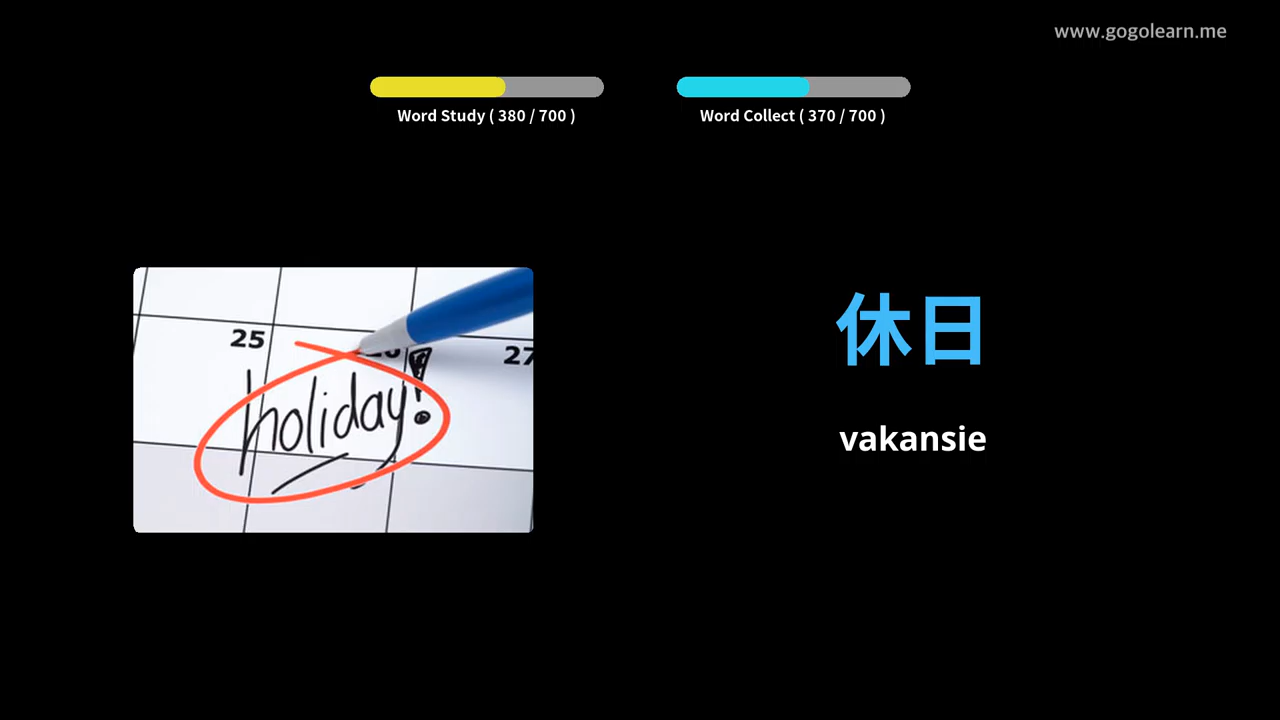 www.gogolearn.me
Word Study ( 380 / 700 )
Word Collect ( 370 / 700 )
25
27
holiday!
休日
vakansie